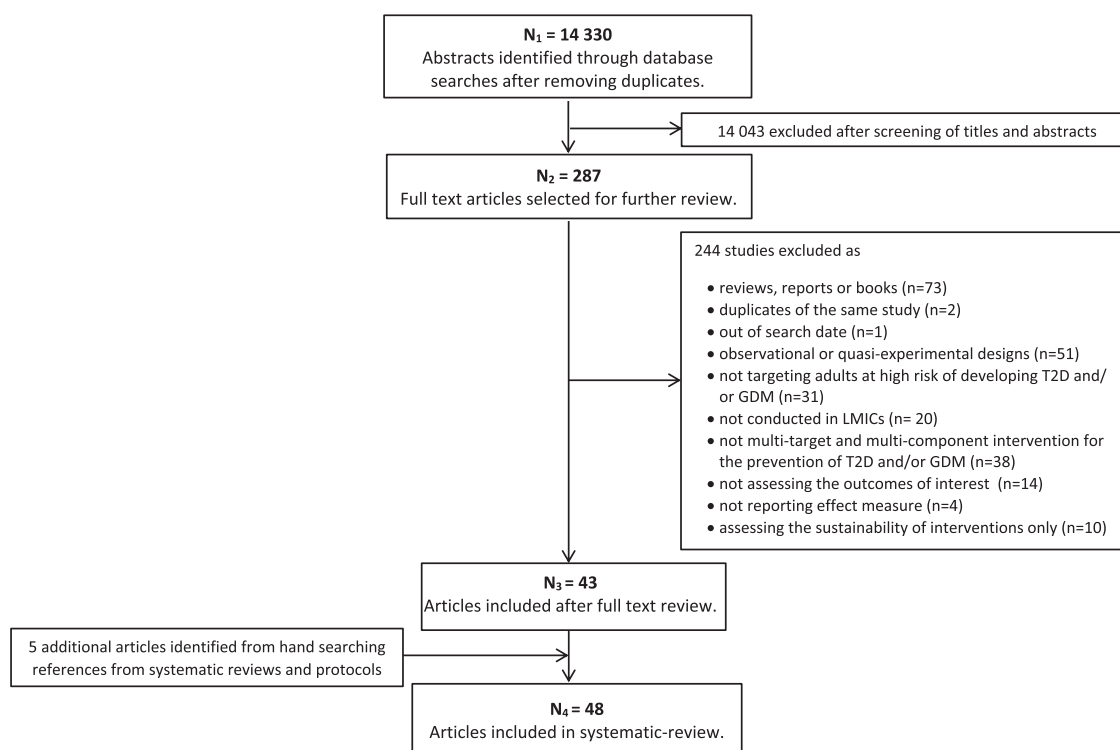 N₁ = 14 330
Abstracts identified through database
searches after removing duplicates.
14 043 excluded after screening of titles and abstracts
N₂ = 287
Full text articles selected for further review.
244 studies excluded as
• reviews, reports or books (n=73)
• duplicates of the same study (n=2)
• out of search date (n=1)
• observational or quasi-experimental designs (n=51)
• not targeting adults at high risk of developing T2D and/
or GDM (n=31)
• not conducted in LMICs (n= 20)
• not multi-target and multi-component intervention for
the prevention of T2D and/or GDM (n=38)
• not assessing the outcomes of interest (n=14)
• not reporting effect measure (n=4)
• assessing the sustainability of interventions only (n=10)
N₃ = 43
Articles included after full text review.
5 additional articles identified from hand searching
references from systematic reviews and protocols
N₄ = 48
Articles included in systematic-review.